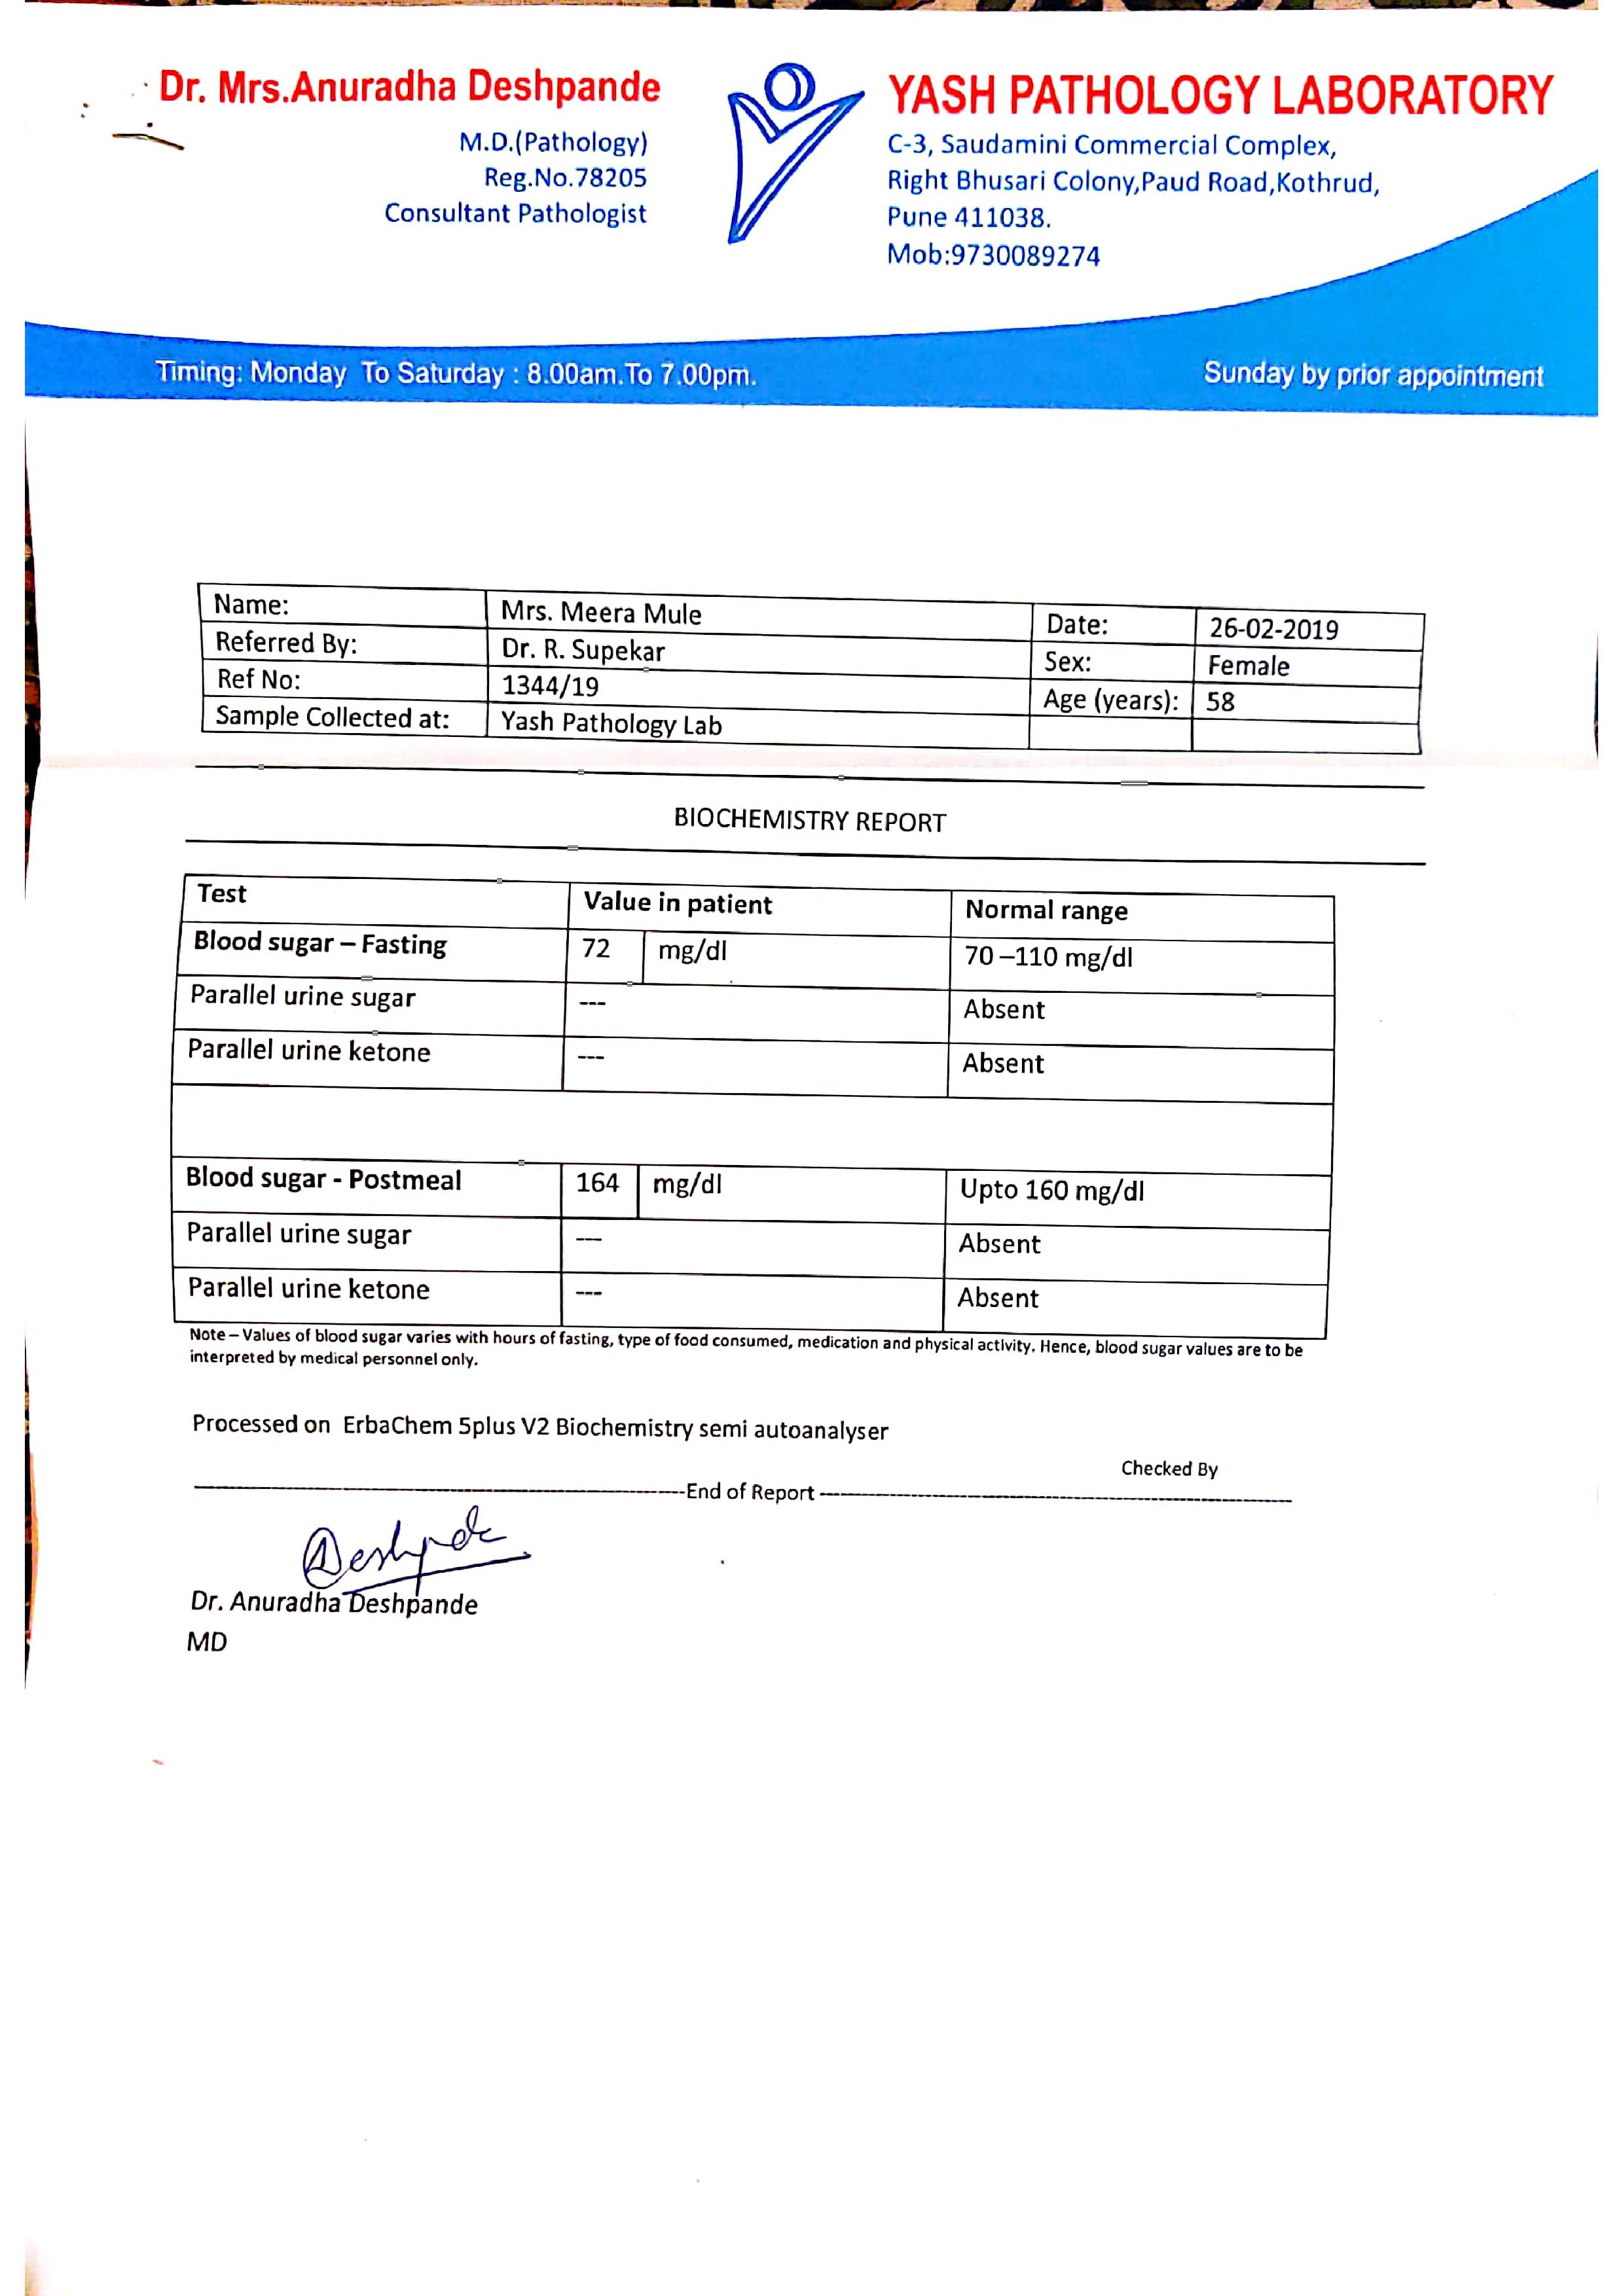 Dr. Mrs.Anuradha Deshpande
M.D.(Pathology)
Reg.No.78205
Consultant Pathologist
YASH PATHOLOGY LABORATORY
C-3, Saudamini Commercial Complex,
Right Bhusari Colony,Paud Road,Kothrud,
Pune 411038.
Mob:9730089274
Timing: Monday To Saturday : 8.00am.To 7.00pm. Sunday by prior appointment
Name: Mrs. Meera Mule Date: 26-02-2019
Referred By: Dr. R. Supekar Sex: Female
Ref No: 1344/19 Age (years): 58
Sample Collected at: Yash Pathology Lab
BIOCHEMISTRY REPORT
Test Value in patient Normal range
Blood sugar – Fasting 72 mg/dl 70 –110 mg/dl
Parallel urine sugar --- Absent
Parallel urine ketone --- Absent
Blood sugar - Postmeal 164 mg/dl Upto 160 mg/dl
Parallel urine sugar --- Absent
Parallel urine ketone --- Absent
Note – Values of blood sugar varies with hours of fasting, type of food consumed, medication and physical activity. Hence, blood sugar values are to be
interpreted by medical personnel only.
Processed on ErbaChem 5plus V2 Biochemistry semi autoanalyser
Checked By
End of Report
Deshpande
Dr. Anuradha Deshpande
MD